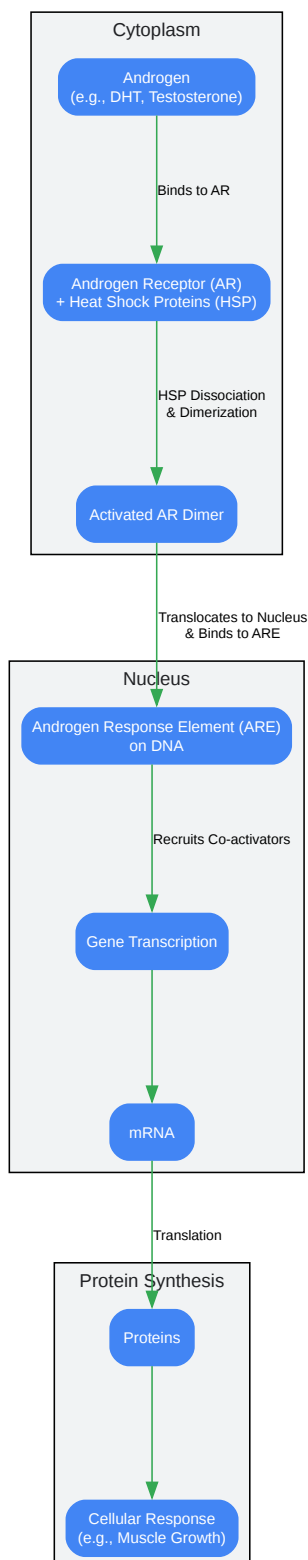 Cytoplasm
Androgen
(e.g., DHT, Testosterone)
Binds to AR
Androgen Receptor (AR)
+ Heat Shock Proteins (HSP)
HSP Dissociation
& Dimerization
Activated AR Dimer
Translocates to Nucleus
& Binds to ARE
Nucleus
Androgen Response Element (ARE)
on DNA
Recruits Co-activators
Gene Transcription
mRNA
Translation
Protein Synthesis
Proteins
Cellular Response
(e.g., Muscle Growth)